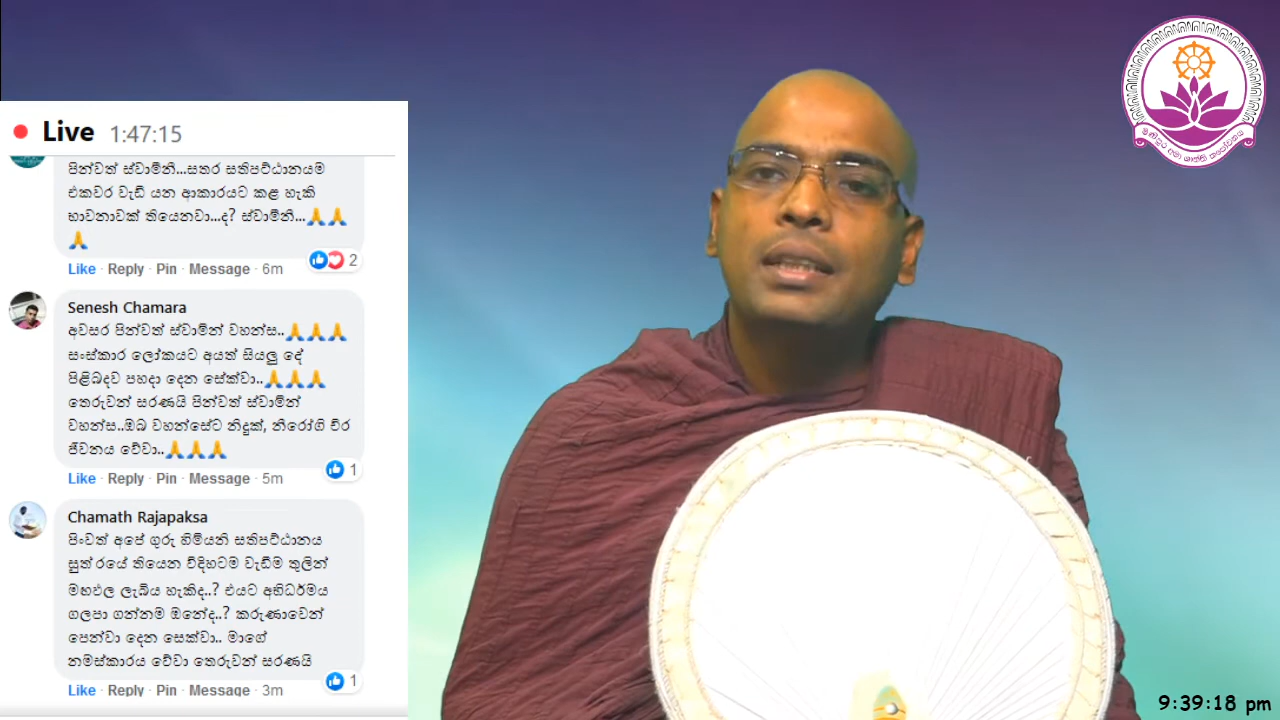 Live 1:47:15
පින්වත් ස්වාමීනී...සතර සතිපට්ඨානයම
එකවර වැඩි යන ආකාරයට කළ හැකි
භාවනාවක් තියෙනවා...ද? ස්වාමීනී...🙏🙏
🙏
2
Like · Reply · Pin · Message · 6m
Senesh Chamara
අවසර පින්වත් ස්වාමීන් වහන්ස..🙏🙏🙏
සංස්කාර ලෝකයට අයත් සියලු දේ
පිළිබදව පහදා දෙන සේක්වා..🙏🙏🙏
තෙරුවන් සරණයි පින්වත් ස්වාමීන්
වහන්ස..ඔබ වහන්සේට නිදුක්, නීරෝගි චිර
ජීවනය වේවා..🙏🙏🙏
1
Like · Reply · Pin · Message · 5m
Chamath Rajapaksa
පිංවත් අපේ ගුරු හිමියනි සතිපට්ඨානය
සුත් රයේ තියෙන විදිහටම වැඩීම තුලින්
මඟඵල ලැබිය හැකිද..? එයට අභිධර්මය
ගලපා ගන්නම ඔනේද..? කරුණාවෙන්
පෙන්වා දෙන සෙක්වා.. මාගේ
නමස්කාරය වේවා තෙරුවන් සරණයි
1
Like · Reply · Pin · Message · 3m
9:39:18 pm